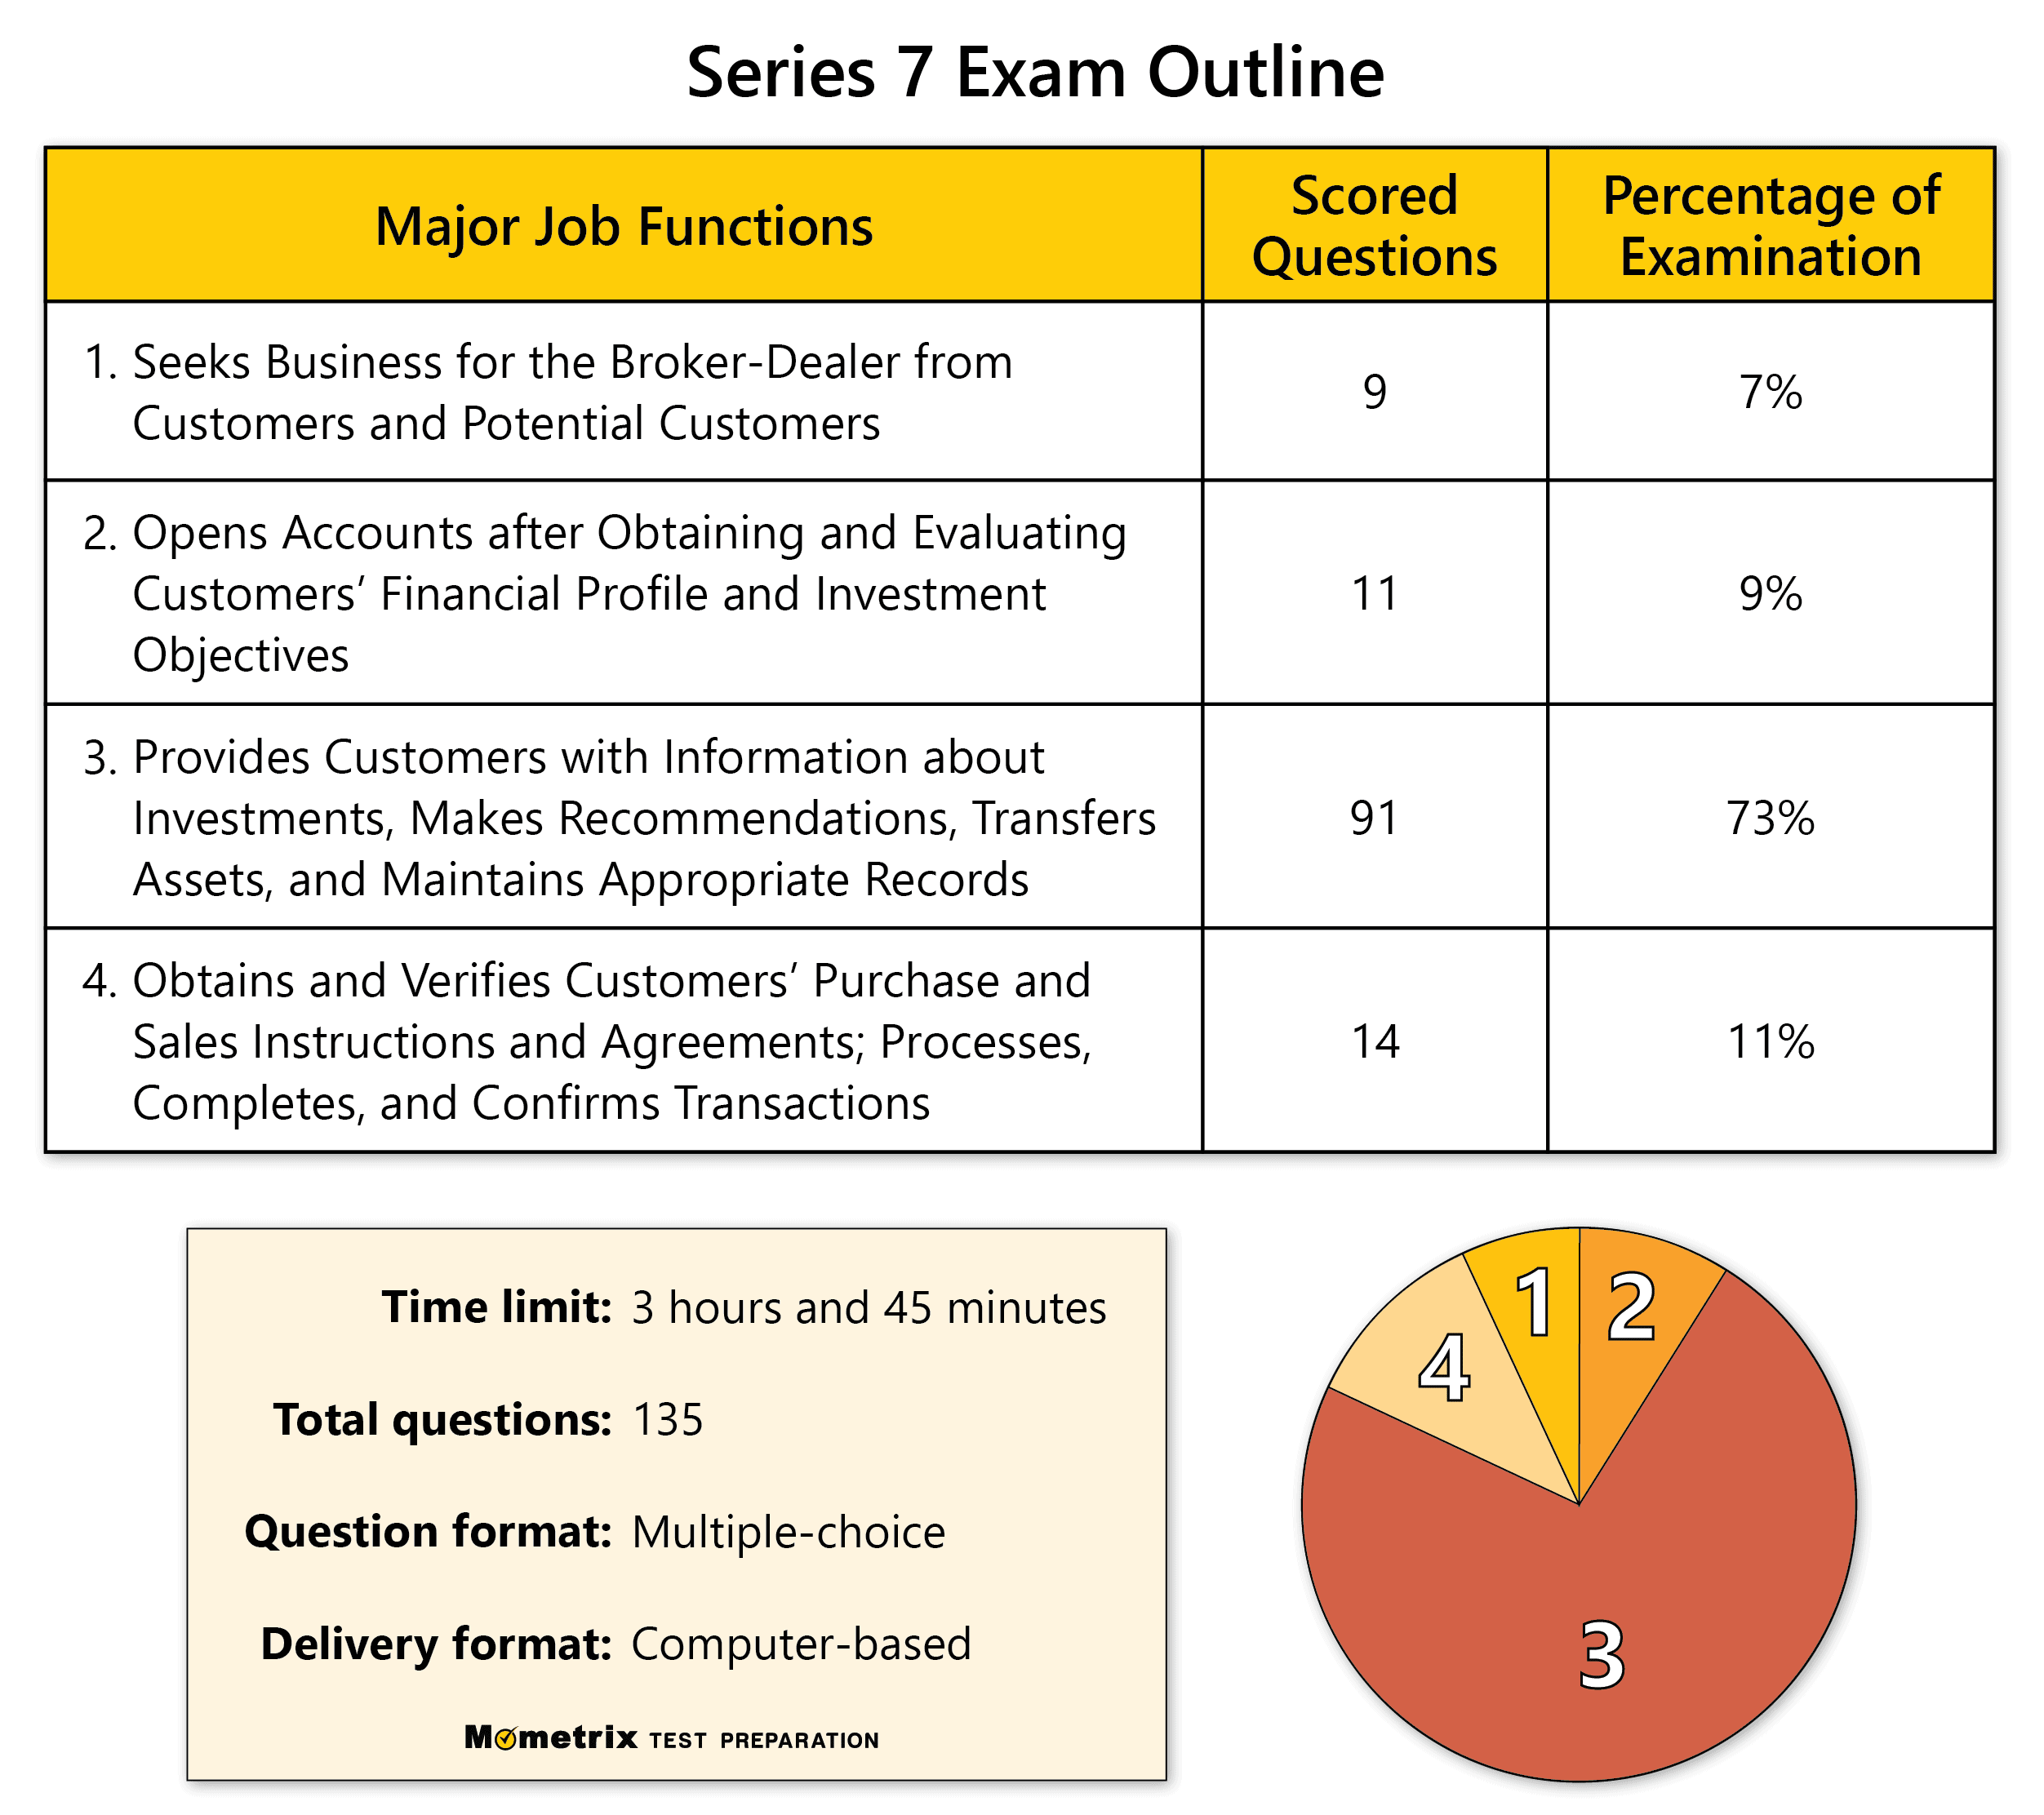 Series 7 Exam Outline
Major Job Functions
Scored
Questions
Percentage of
Examination
1. Seeks Business for the Broker-Dealer from
Customers and Potential Customers
9
7%
2. Opens Accounts after Obtaining and Evaluating
Customers’ Financial Profile and Investment
Objectives
11
9%
3. Provides Customers with Information about
Investments, Makes Recommendations, Transfers
Assets, and Maintains Appropriate Records
91
73%
4. Obtains and Verifies Customers’ Purchase and
Sales Instructions and Agreements; Processes,
Completes, and Confirms Transactions
14
11%
Time limit: 3 hours and 45 minutes
Total questions: 135
Question format: Multiple-choice
Delivery format: Computer-based
Mometrix TEST PREPARATION
1
2
4
3